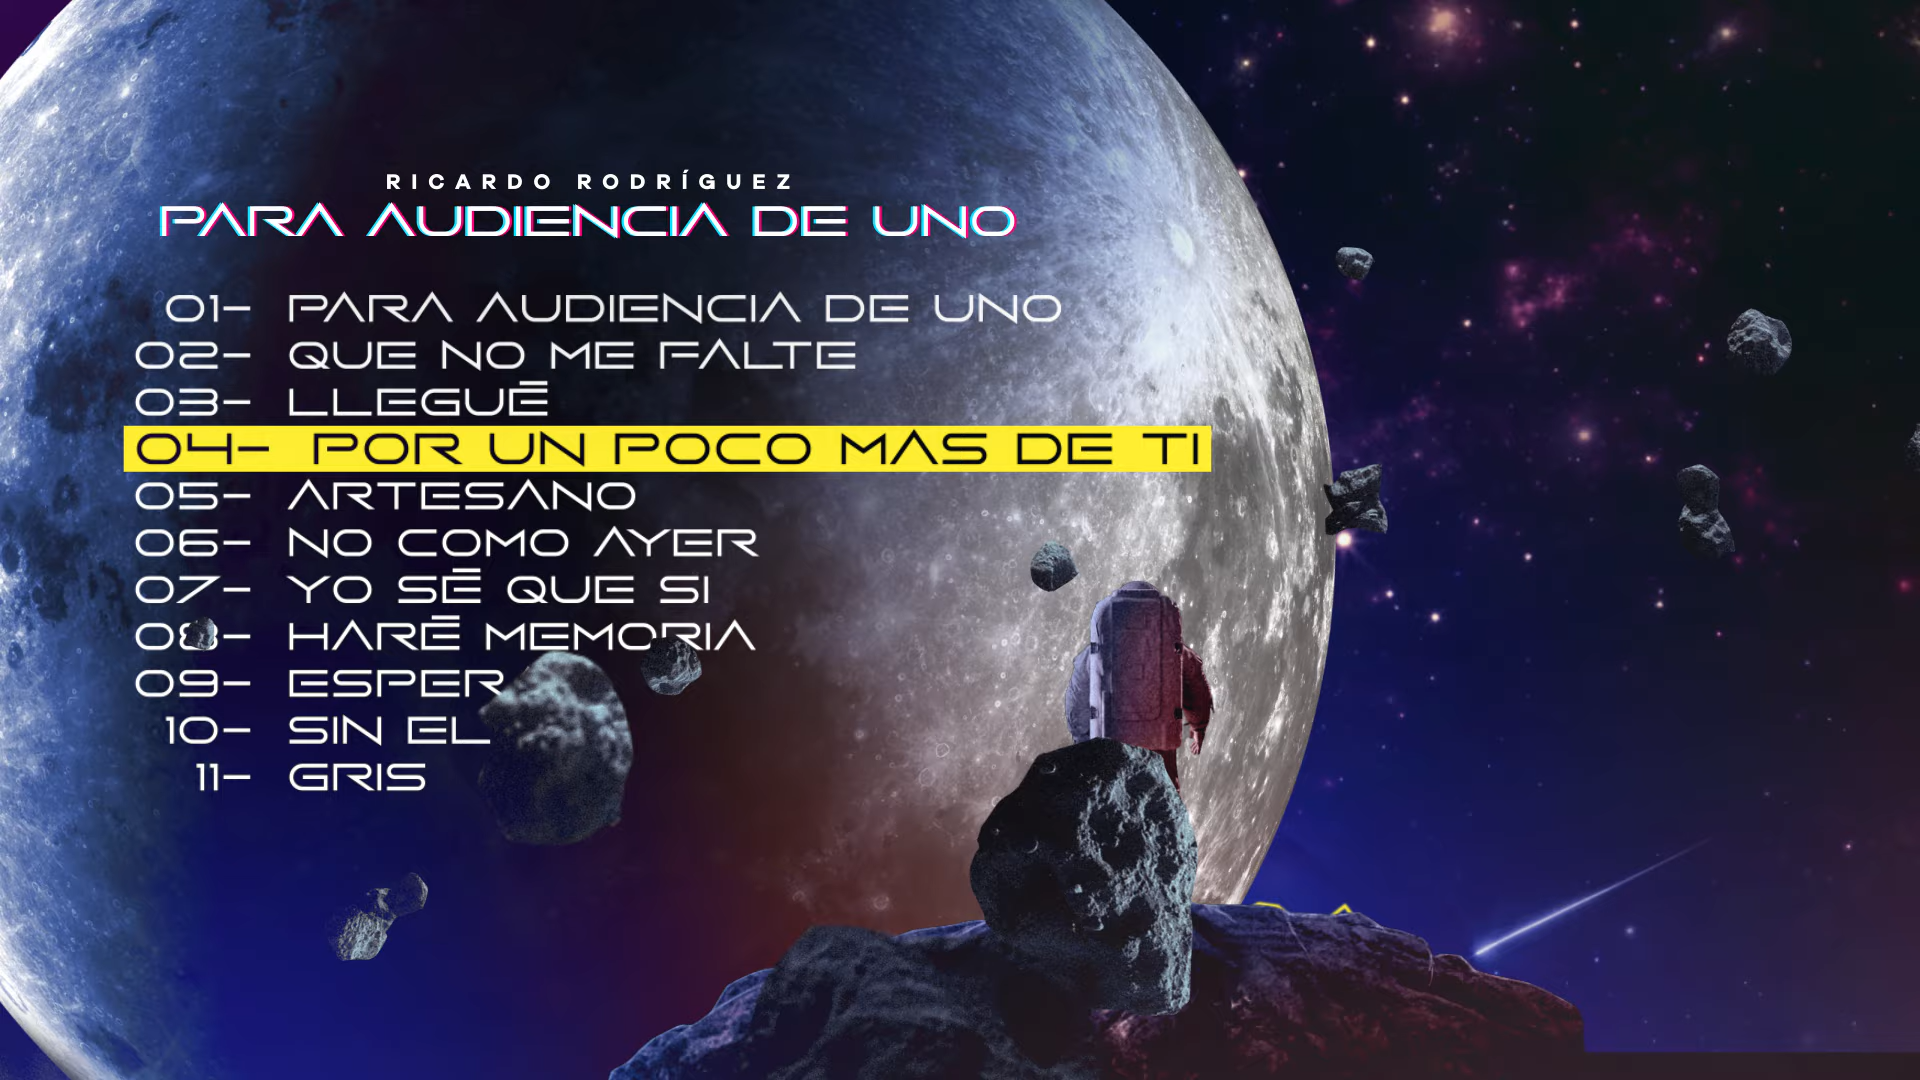 RICARDO RODRÍGUEZ
PARA AUDIENCIA DE UNO
01- PARA AUDIENCIA DE UNO
02- QUE NO ME FALTE
03- LLEGUÉ
04- POR UN POCO MAS DE TI
05- ARTESANO
06- NO COMO AYER
07- YO SÉ QUE SI
08- HARÉ MEMORIA
09-
10- SIN EL
11- GRIS